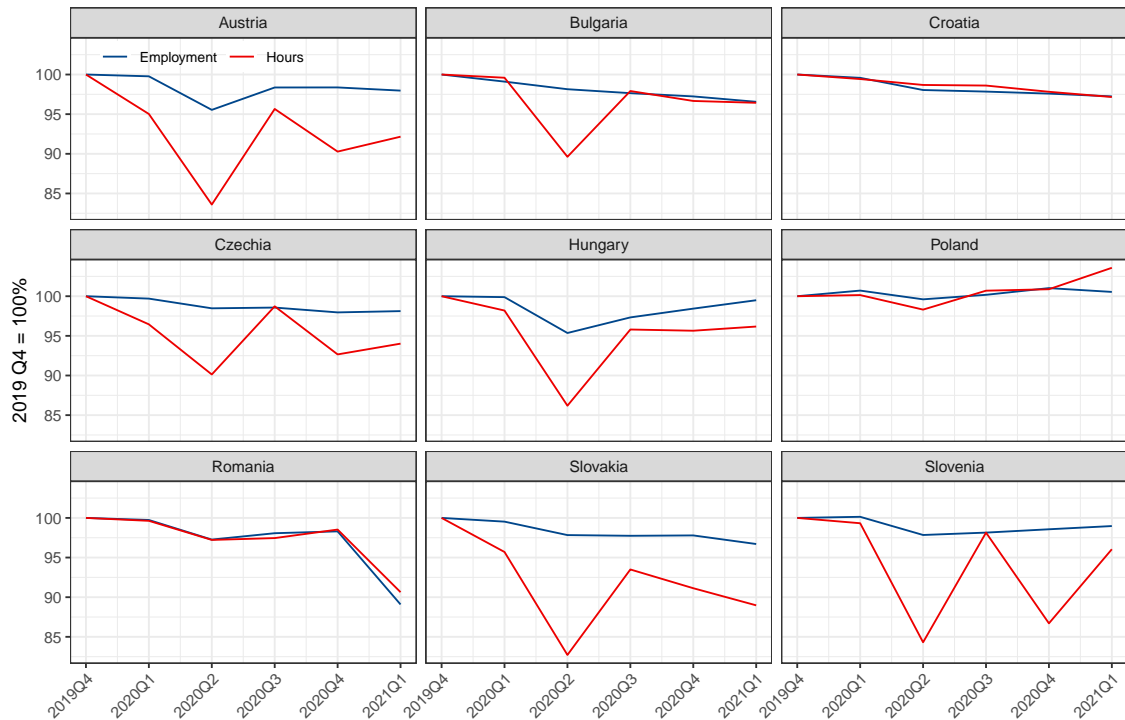 Austria
Bulgaria
Croatia
Employment
Hours
100
95
90
85
Czechia
Hungary
Poland
100
95
90
85
2019 Q4 = 100%
Romania
Slovakia
Slovenia
100
95
90
85
2019Q4
2020Q1
2020Q2
2020Q3
2020Q4
2021Q1
2019Q4
2020Q1
2020Q2
2020Q3
2020Q4
2021Q1
2019Q4
2020Q1
2020Q2
2020Q3
2020Q4
2021Q1